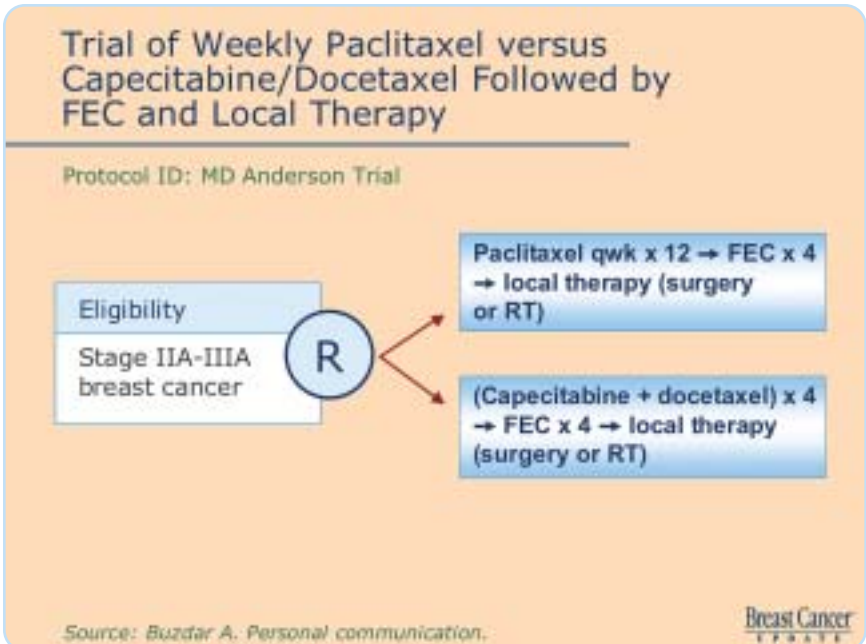 Trial of Weekly Paclitaxel versus
Capecitabine/Docetaxel Followed by
FEC and Local Therapy
Protocol ID: MD Anderson Trial
Eligibility
Stage IIA-IIIA
breast cancer
R
Paclitaxel qwk x 12 → FEC x 4
→ local therapy (surgery
or RT)
(Capecitabine + docetaxel) x 4
→ FEC x 4 → local therapy
(surgery or RT)
Source: Buzdar A. Personal communication.
Breast Cancer